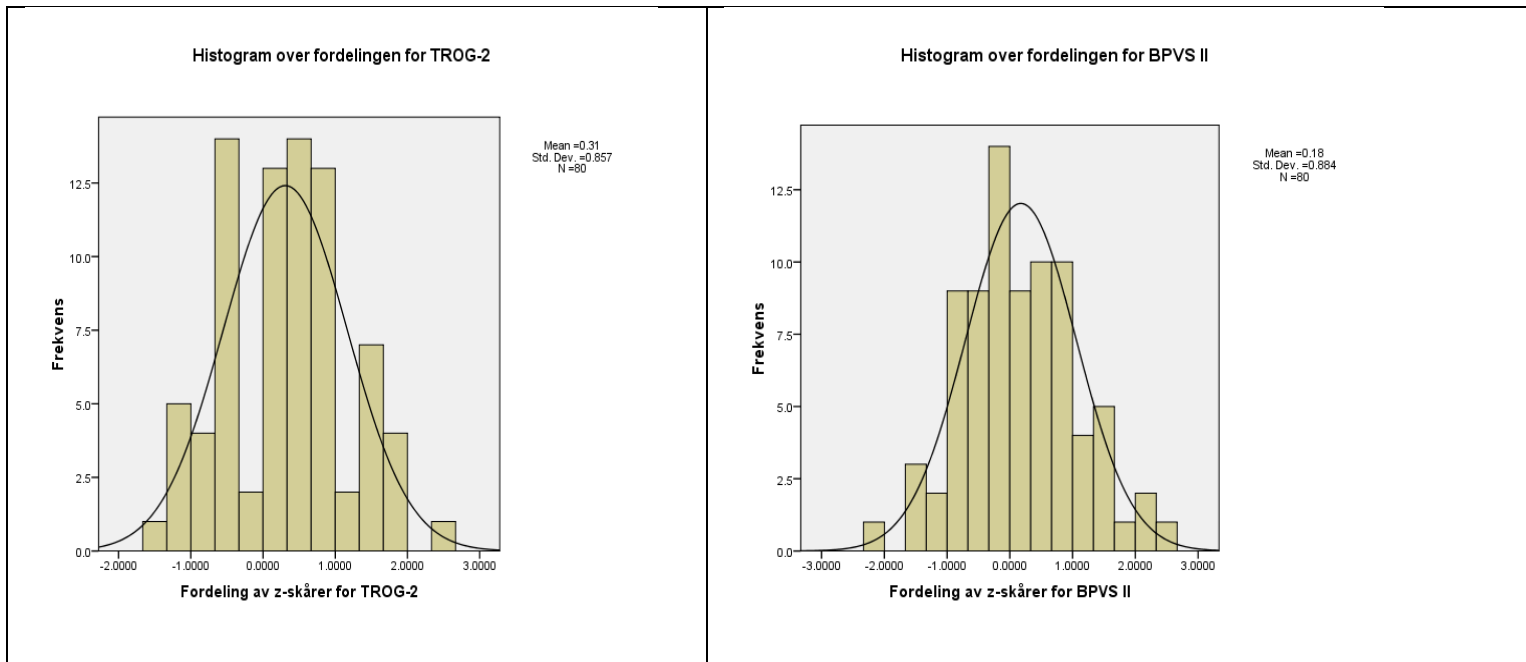 Histogram over fordelingen for TROG-2
Mean =0.31
Std. Dev. =0.857
N =80
Frekvens
12.5
10.0
7.5
5.0
2.5
0.0
-2.0000 -1.0000 0.0000 1.0000 2.0000 3.0000
Fordeling av z-skårer for TROG-2
Histogram over fordelingen for BPVS II
Mean =0.18
Std. Dev. =0.884
N =80
Frekvens
12.5
10.0
7.5
5.0
2.5
0.0
-3.0000 -2.0000 -1.0000 0.0000 1.0000 2.0000 3.0000
Fordeling av z-skårer for BPVS II